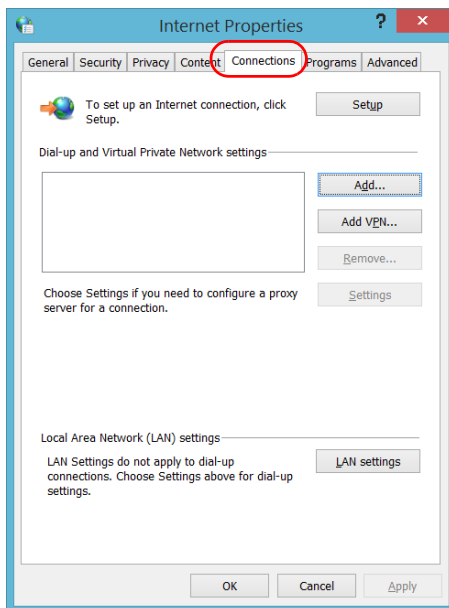 Internet Properties
?
×
General Security Privacy Content Connections Programs Advanced
To set up an Internet connection, click
Setup.
Setup
Dial-up and Virtual Private Network settings
Add...
Add VPN...
Remove...
Choose Settings if you need to configure a proxy
server for a connection.
Settings
Local Area Network (LAN) settings
LAN Settings do not apply to dial-up
connections. Choose Settings above for dial-up
settings.
LAN settings
OK Cancel Apply